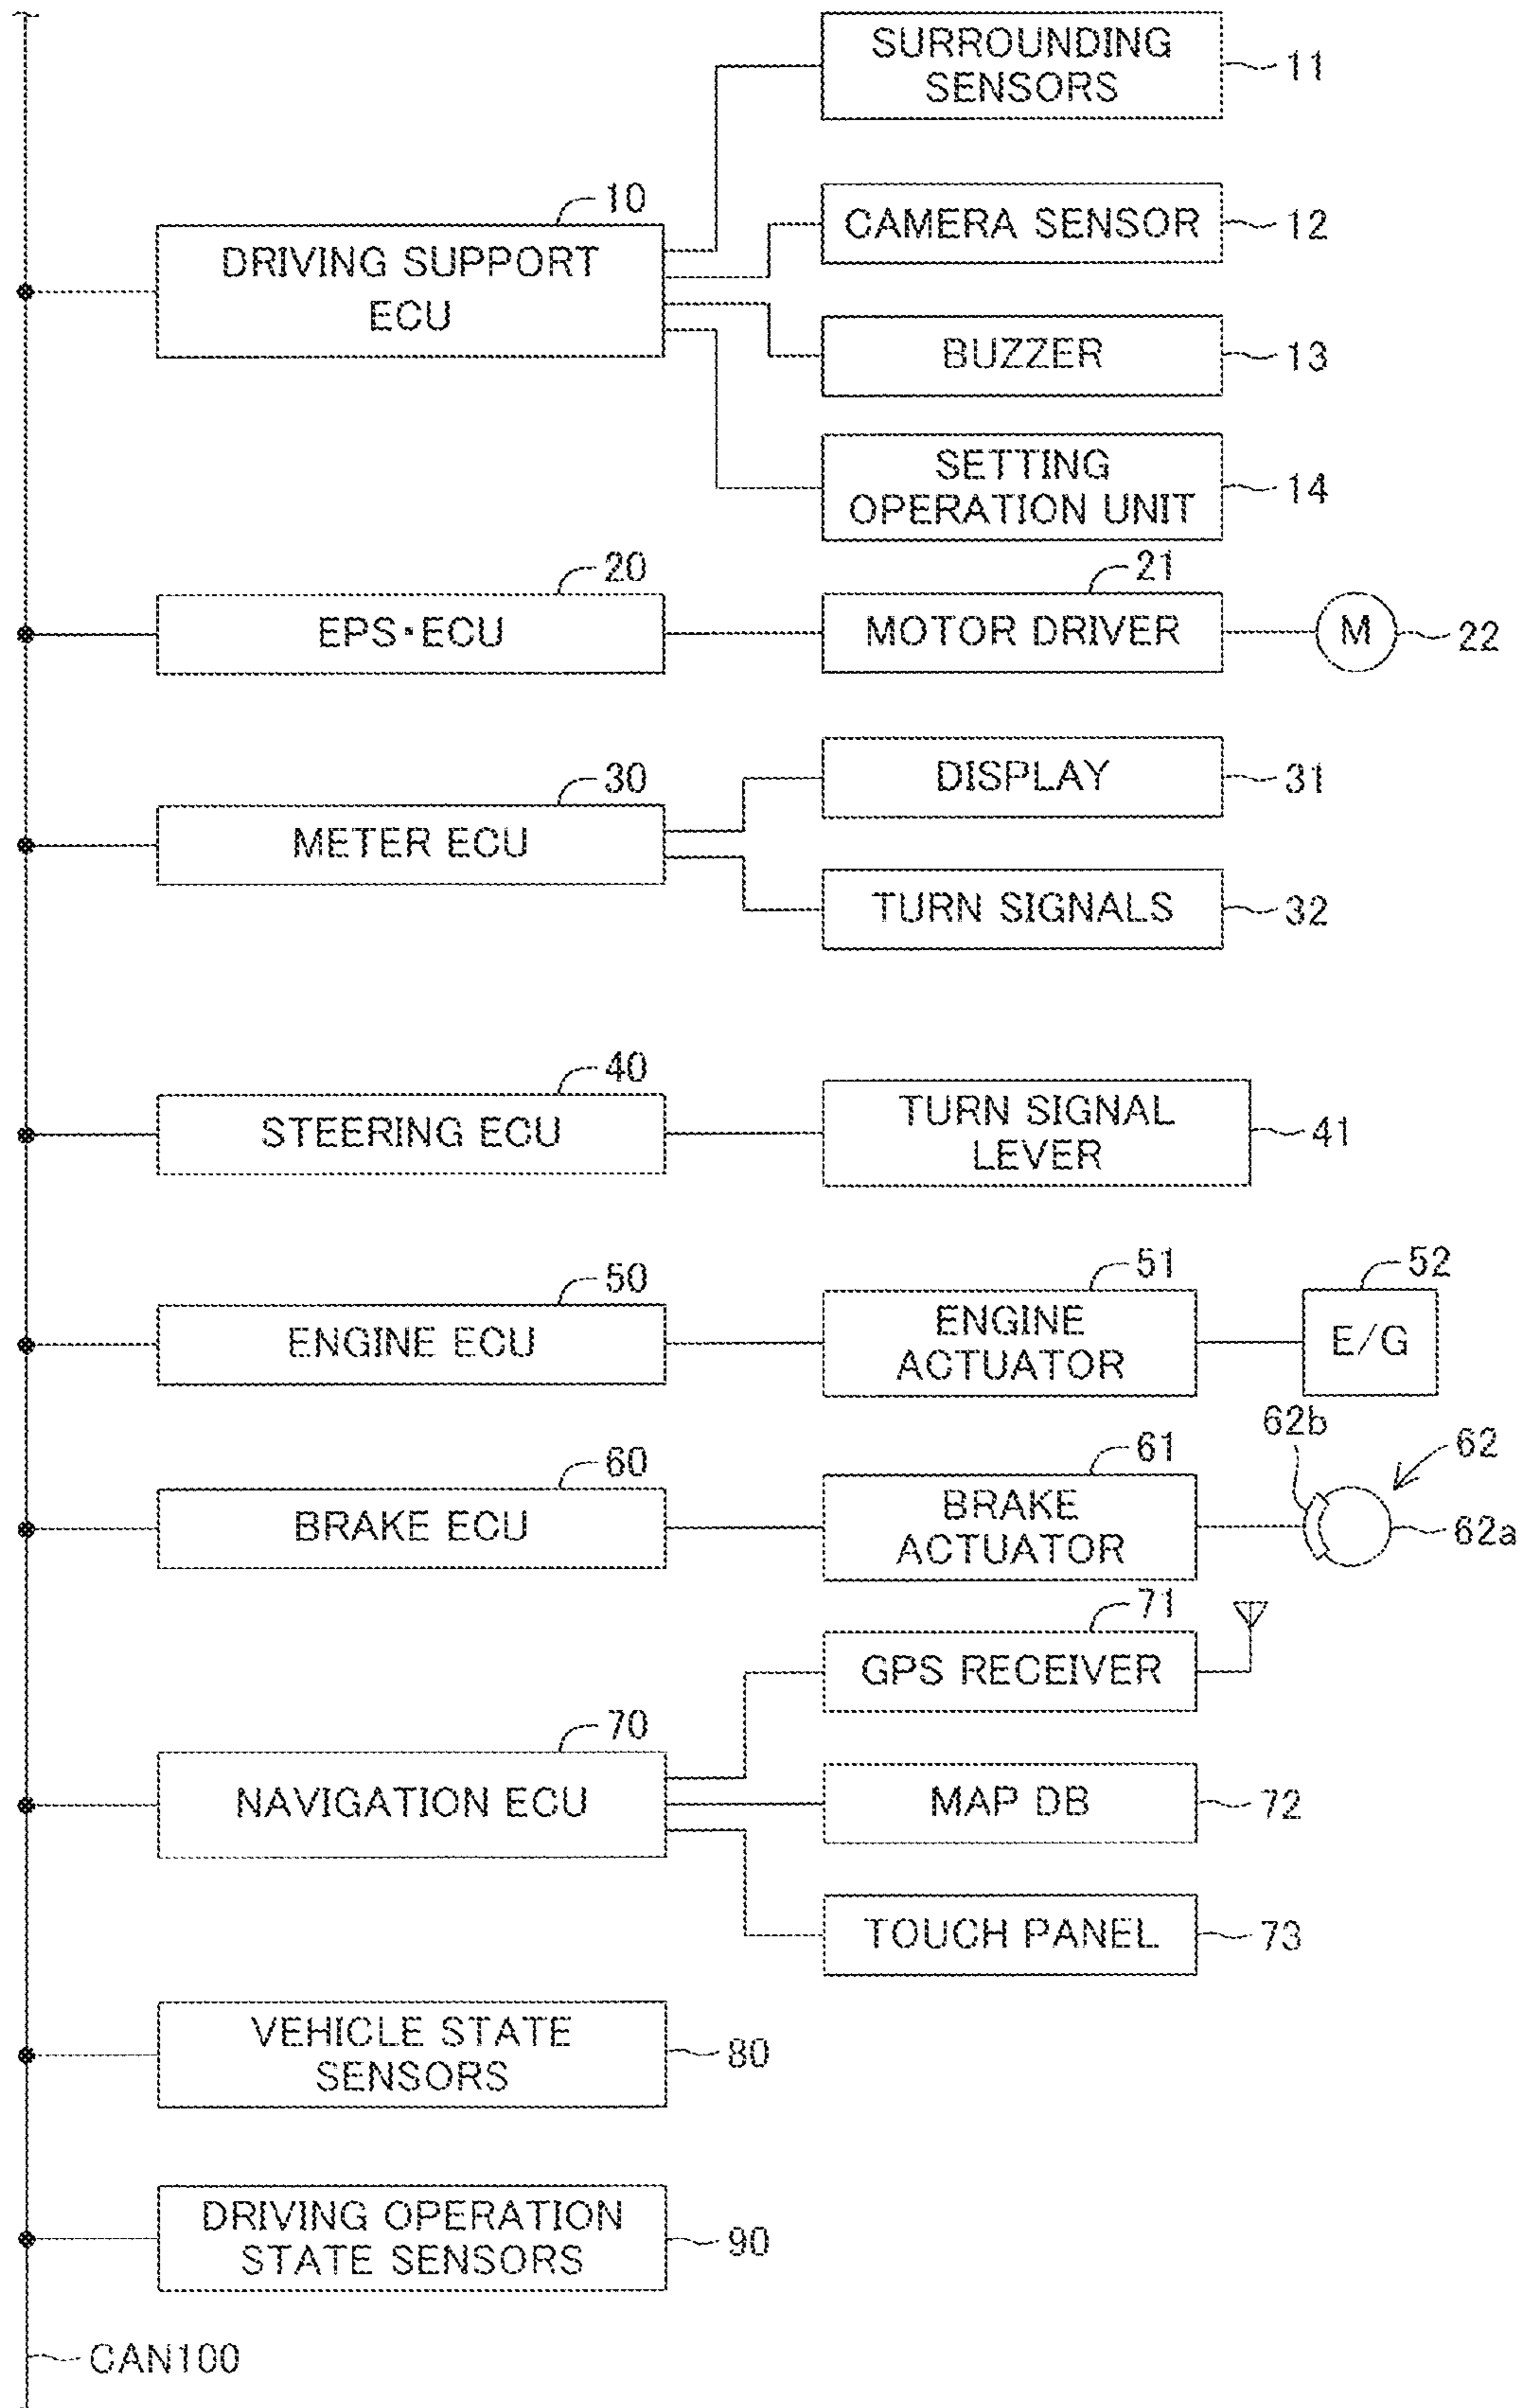 SURROUNDING
SENSORS
11
10
DRIVING SUPPORT
ECU
CAMERA SENSOR
12
BUZZER
13
SETTING
OPERATION UNIT
14
20
EPS・ECU
21
MOTOR DRIVER
M
22
30
METER ECU
DISPLAY
31
TURN SIGNALS
32
40
STEERING ECU
TURN SIGNAL
LEVER
41
50
ENGINE ECU
51
ENGINE
ACTUATOR
52
E/G
60
BRAKE ECU
61
BRAKE
ACTUATOR
62b
62
62a
71
GPS RECEIVER
70
NAVIGATION ECU
MAP DB
72
TOUCH PANEL
73
VEHICLE STATE
SENSORS
80
DRIVING OPERATION
STATE SENSORS
90
CAN100